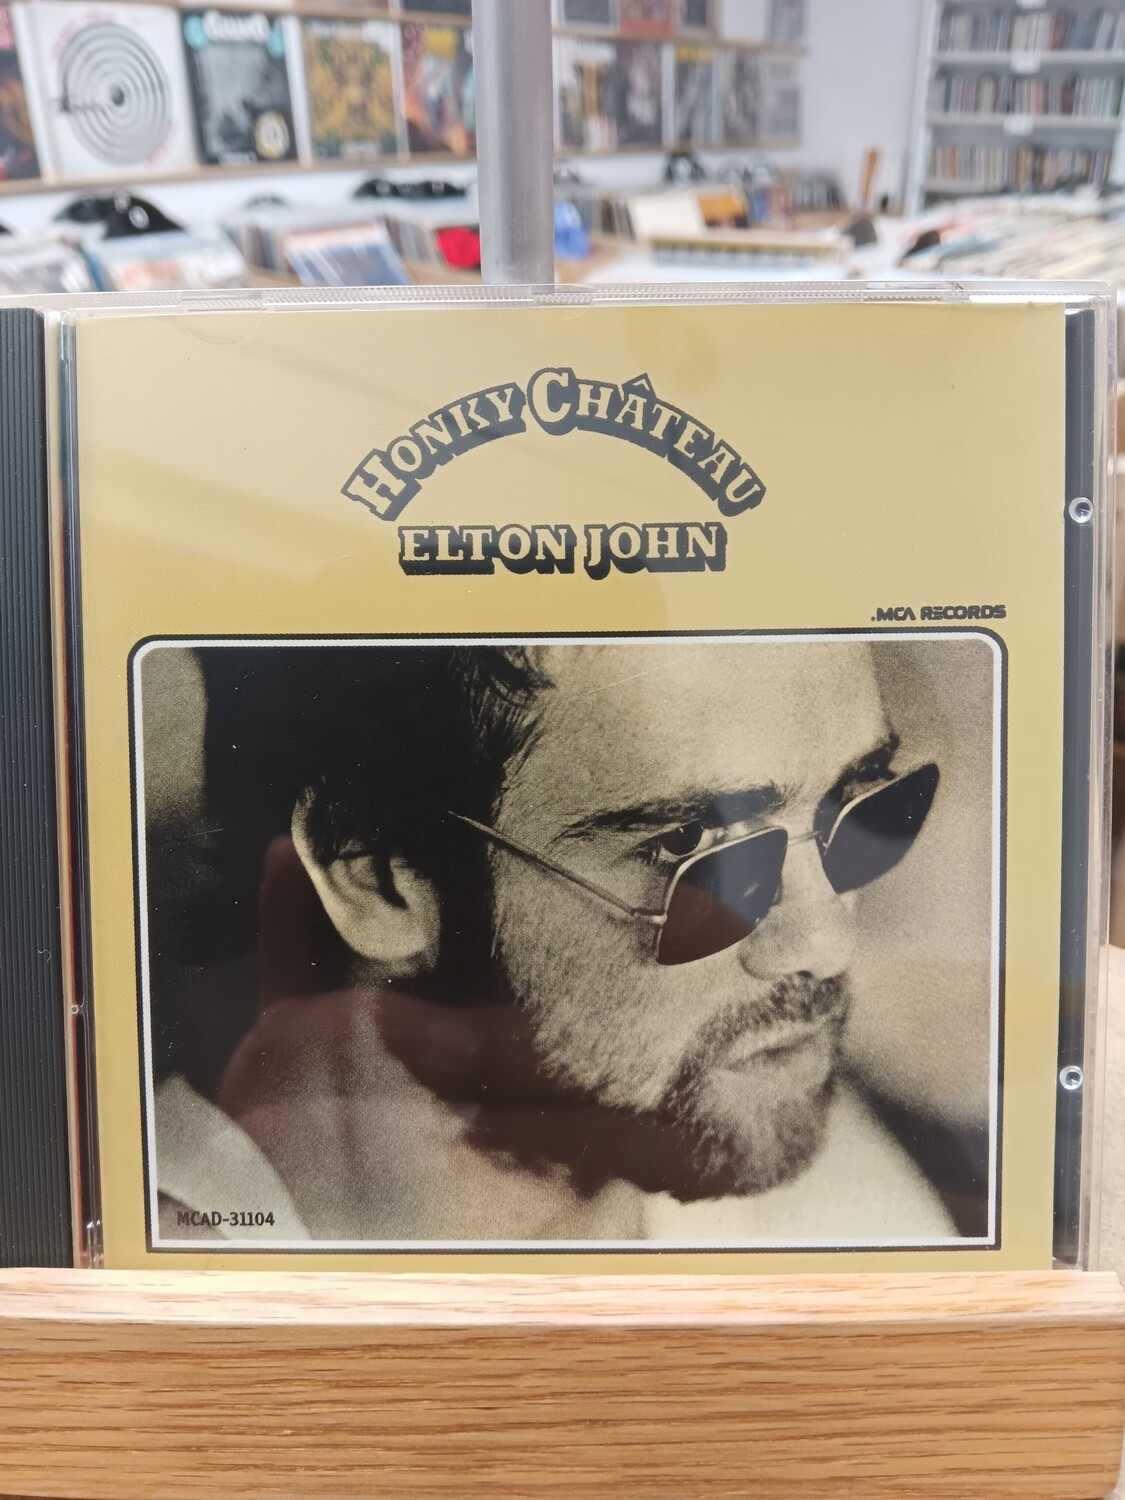 HONKY CHÂTEAU
ELTON JOHN
.MCA RECORDS
MCAD-31104